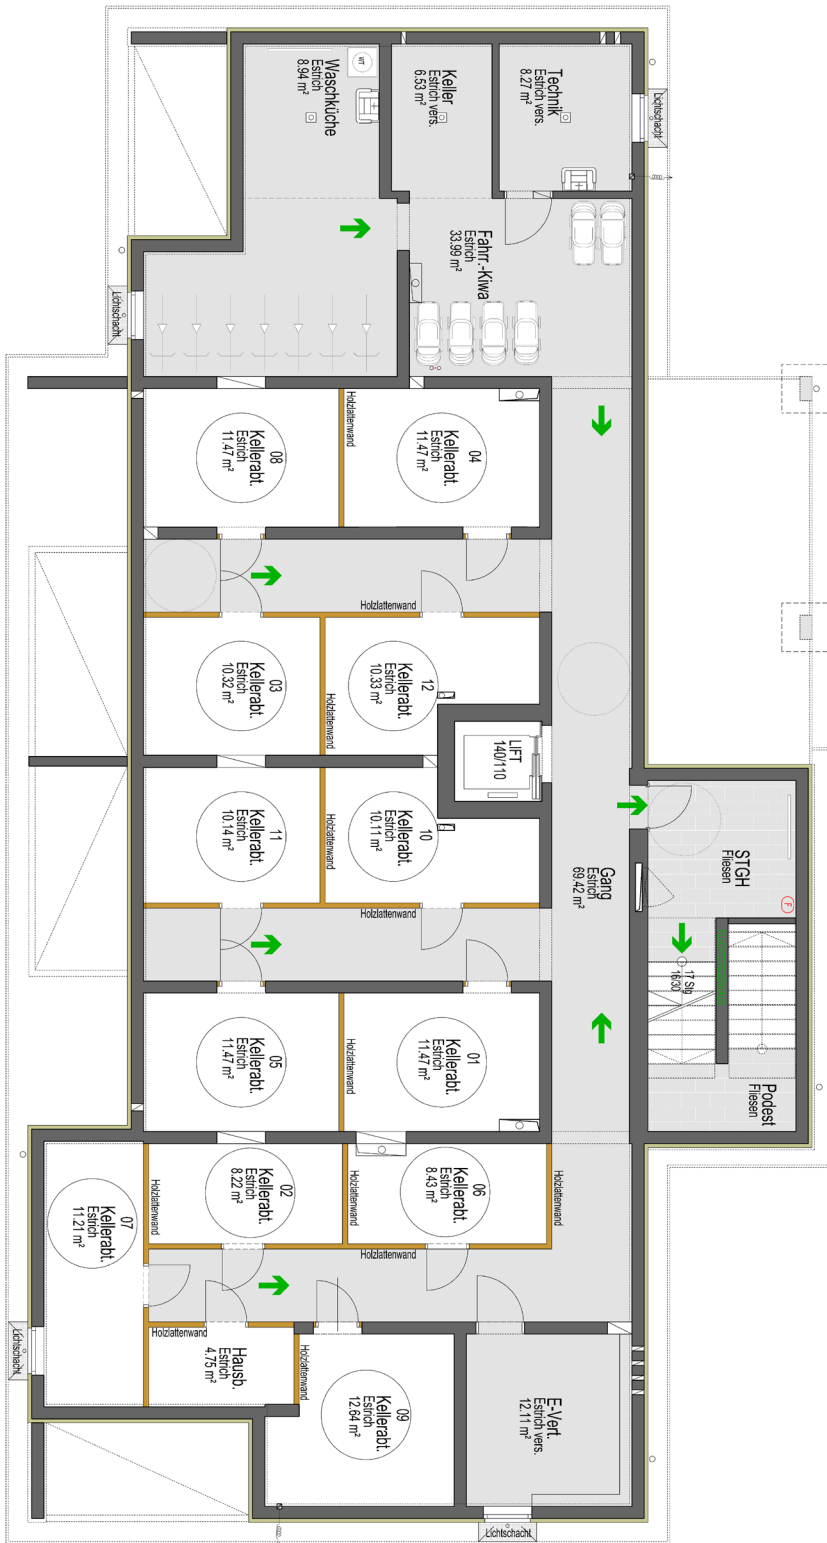 Waschküche
Estrich
8.94 m²
WT
Keller
Estrich vers.
6.53 m²
Technik
Estrich vers.
8.27 m²
Lichtschacht
Fahrr.-Kiwa
Estrich
33.99 m²
Lichtschacht
08
Kellerabt.
Estrich
11.47 m²
Holzlattenwand
04
Kellerabt.
Estrich
11.47 m²
Holzlattenwand
03
Kellerabt.
Estrich
10.32 m²
Holzlattenwand
12
Kellerabt.
Estrich
10.33 m²
LIFT
140/110
11
Kellerabt.
Estrich
10.14 m²
Holzlattenwand
10
Kellerabt.
Estrich
10.11 m²
Gang
Estrich
69.42 m²
STGH
Fliesen
F
Holzlattenwand
17 Stg
16/30
05
Kellerabt.
Estrich
11.47 m²
Holzlattenwand
01
Kellerabt.
Estrich
11.47 m²
Podest
Fliesen
07
Kellerabt.
Estrich
11.21 m²
Holzlattenwand
02
Kellerabt.
Estrich
8.22 m²
Holzlattenwand
06
Kellerabt.
Estrich
8.43 m²
Holzlattenwand
Holzlattenwand
Lichtschacht
Holzlattenwand
Hausb.
Estrich
4.75 m²
Holzlattenwand
09
Kellerabt.
Estrich
12.64 m²
E-Vert.
Estrich vers.
12.11 m²
Lichtschacht